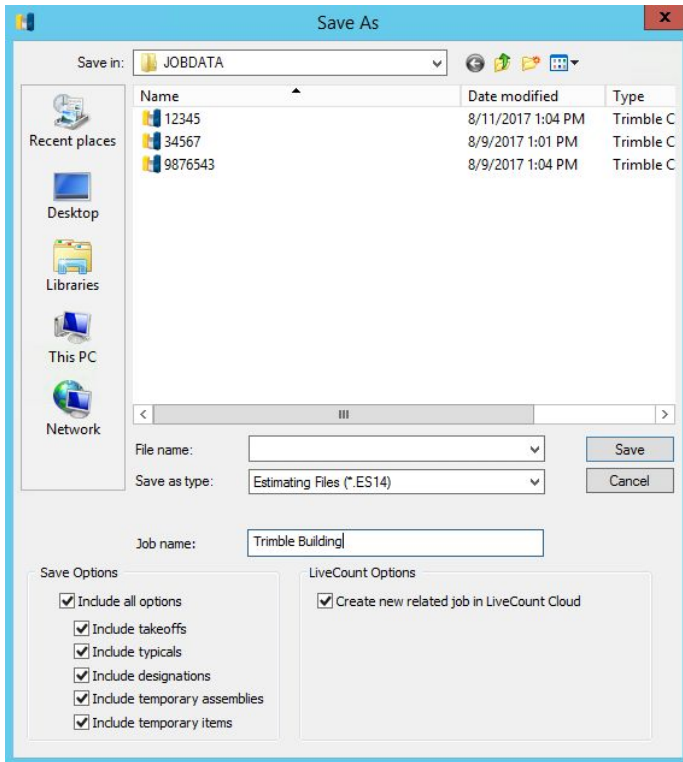 Save As
x
Save in: JOBDATA
Name Date modified Type
12345 8/11/2017 1:04 PM Trimble C
34567 8/9/2017 1:01 PM Trimble C
9876543 8/9/2017 1:04 PM Trimble C
Recent places
Desktop
Libraries
This PC
Network
File name: Save
Save as type: Estimating Files (*.ES14) Cancel
Job name: Trimble Building
Save Options LiveCount Options
Include all options Create new related job in LiveCount Cloud
Include takeoffs
Include typicals
Include designations
Include temporary assemblies
Include temporary items